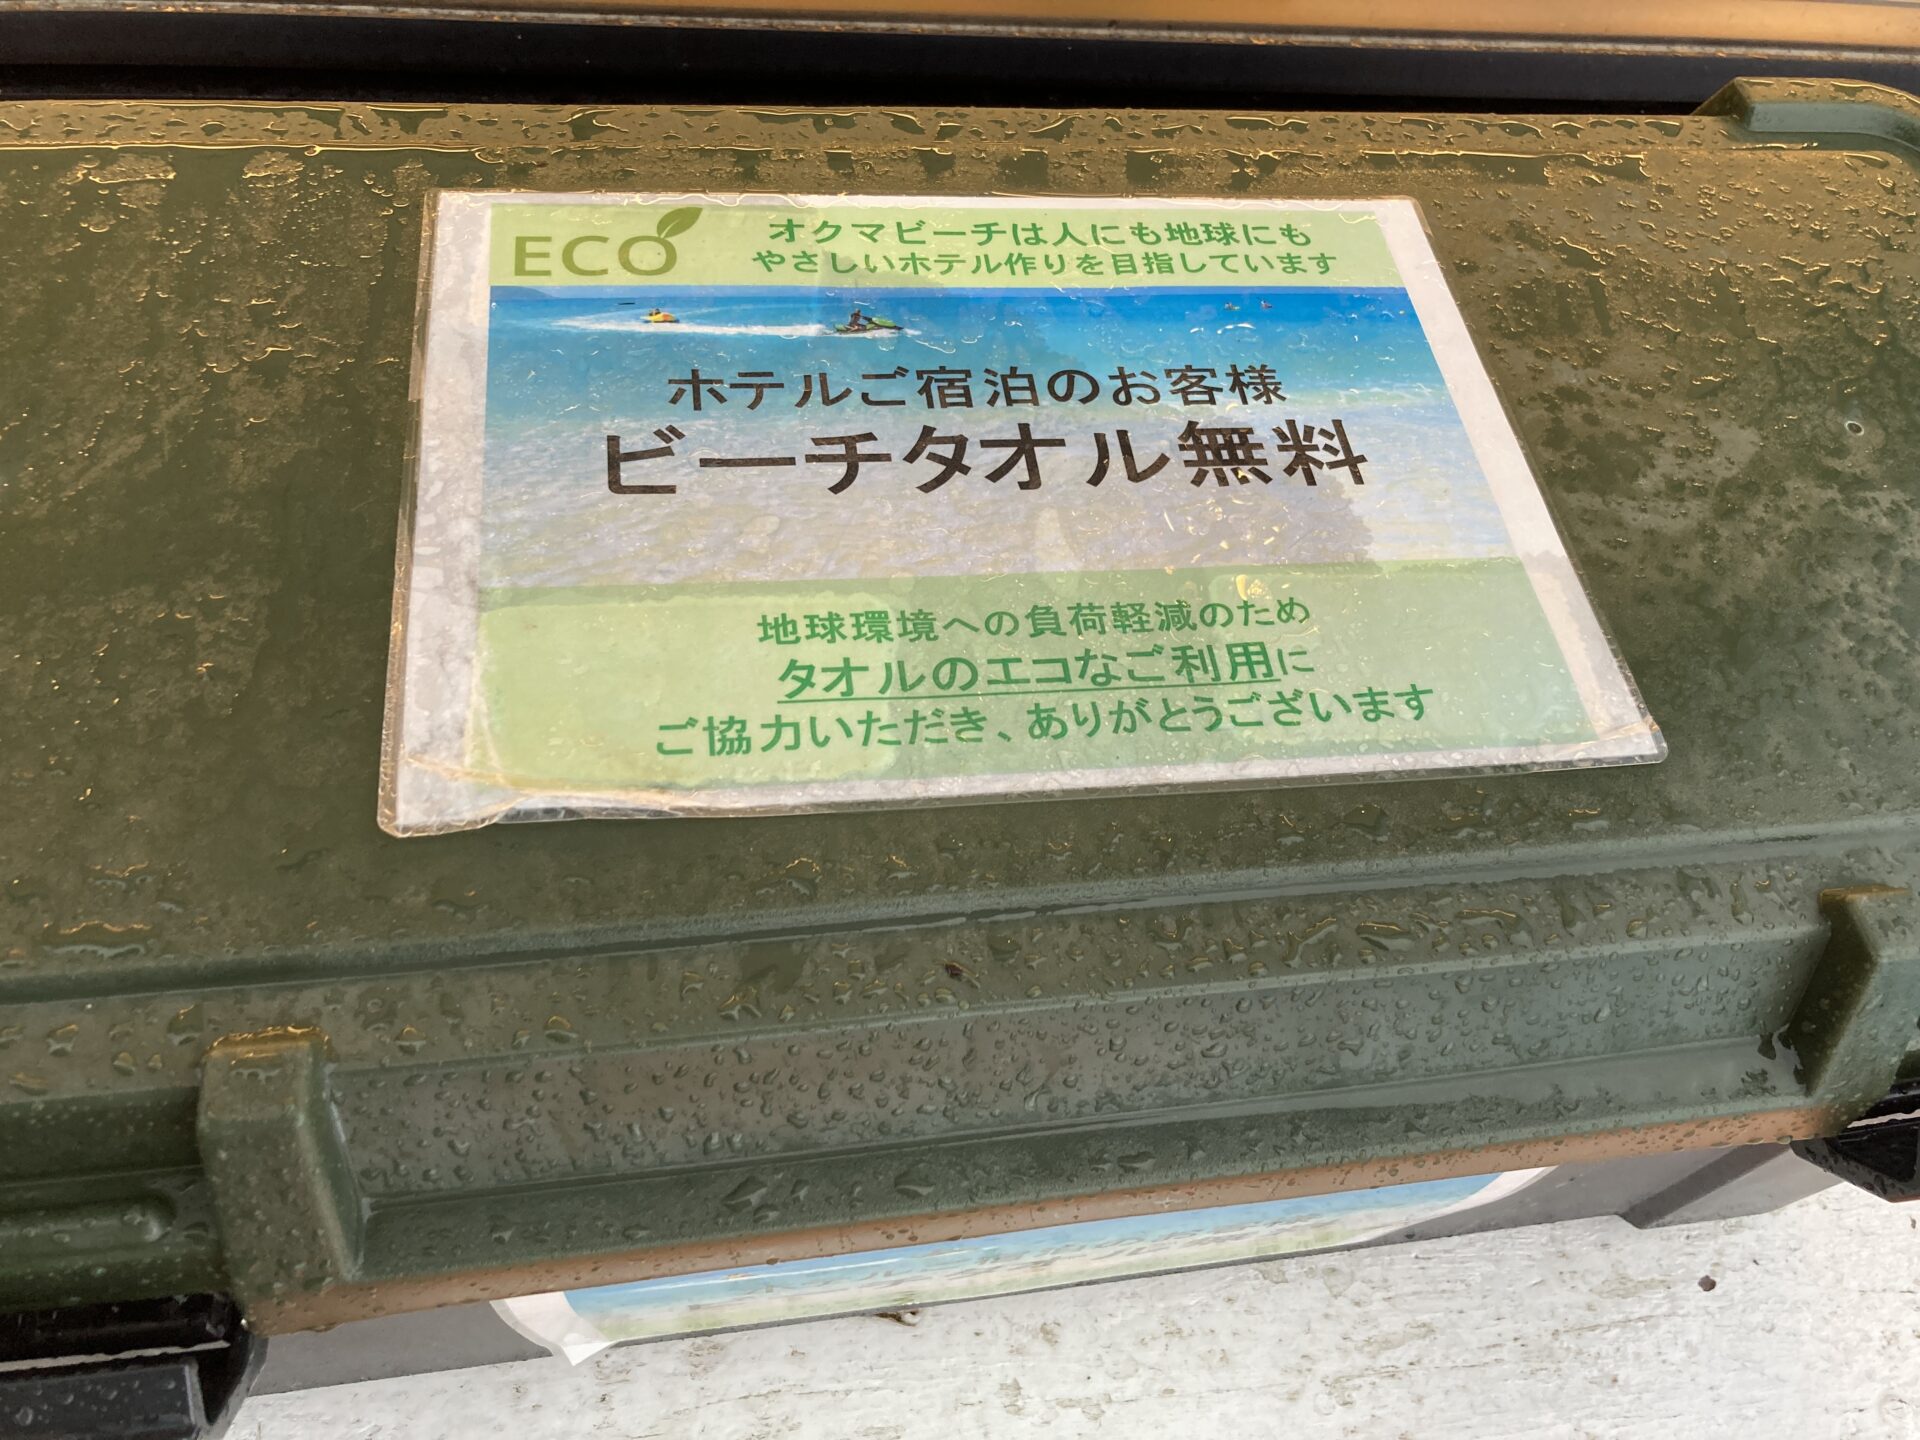 ECO
オクマビーチは人にも地球にも
やさしいホテル作りを目指しています
ホテルご宿泊のお客様
ビーチタオル無料
地球環境への負荷軽減のため
タオルのエコなご利用に
ご協力いただき、ありがとうございます